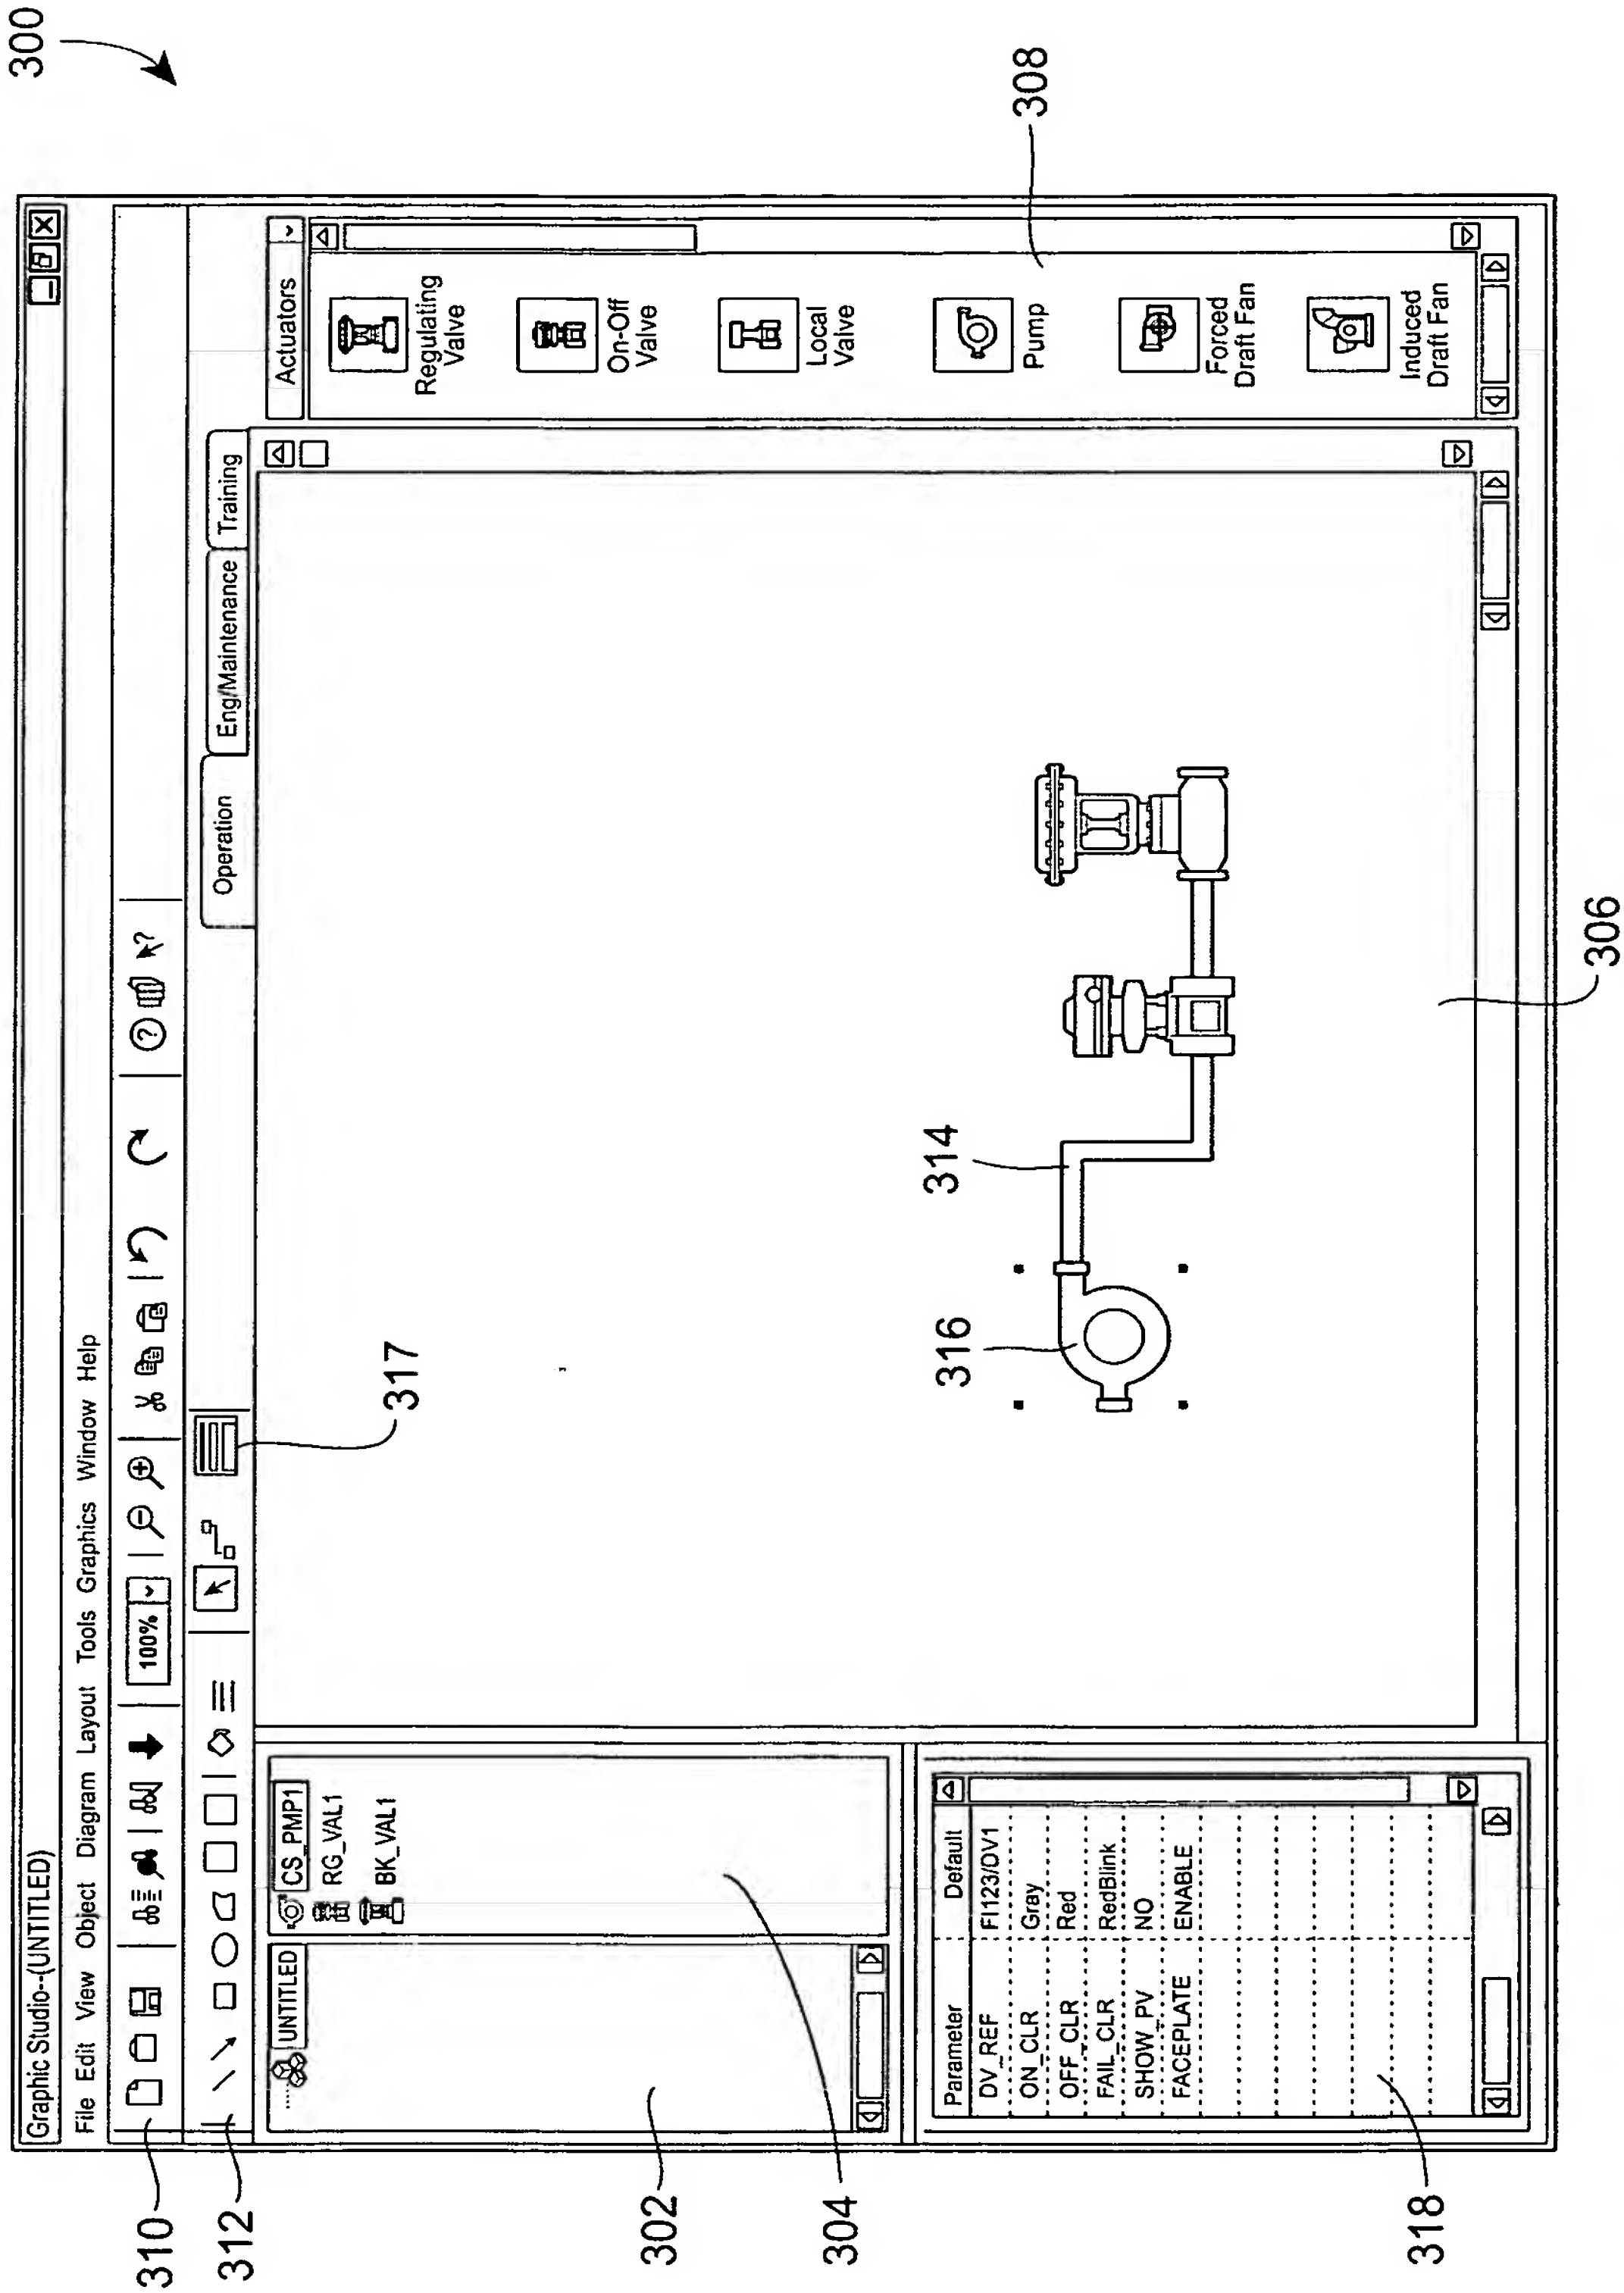 300
Graphic Studio--(UNTITLED)
File Edit View Object Diagram Layout Tools Graphics Window Help
310
100%
?
?
312
317
Operation
Eng/Maintenance
Training
UNTITLED
302
CS_PMP1
RG_VAL1
BK_VAL1
304
314
316
306
Actuators
Regulating
Valve
On-Off
Valve
Local
Valve
Pump
Forced
Draft Fan
Induced
Draft Fan
308
Parameter Default
DV_REF FI123/OV1
ON_CLR Gray
OFF_CLR Red
FAIL_CLR RedBlink
SHOW_PV NO
FACEPLATE ENABLE
318